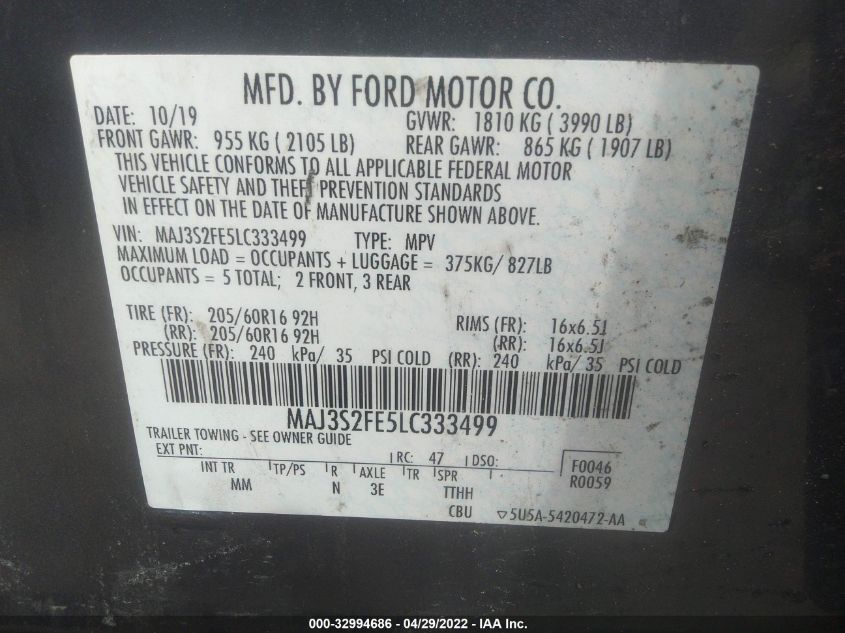 MFD. BY FORD MOTOR CO.
DATE: 10/19 GVWR: 1810 KG ( 3990 LB)
FRONT GAWR: 955 KG ( 2105 LB) REAR GAWR: 865 KG ( 1907 LB)
THIS VEHICLE CONFORMS TO ALL APPLICABLE FEDERAL MOTOR
VEHICLE SAFETY AND THEFT PREVENTION STANDARDS
IN EFFECT ON THE DATE OF MANUFACTURE SHOWN ABOVE.
VIN: MAJ3S2FE5LC333499 TYPE: MPV
MAXIMUM LOAD = OCCUPANTS + LUGGAGE = 375KG/ 827LB
OCCUPANTS = 5 TOTAL; 2 FRONT, 3 REAR
TIRE (FR): 205/60R16 92H RIMS (FR): 16x6.5J
(RR): 205/60R16 92H (RR): 16x6.5J
PRESSURE (FR): 240 kPa/ 35 PSI COLD (RR): 240 kPa/ 35 PSI COLD
MAJ3S2FE5LC333499
TRAILER TOWING - SEE OWNER GUIDE
EXT PNT: RC: 47 DSO: F0046
INT TR TP/PS R AXLE TR SPR R0059
MM N 3E TTHH
CBU 5U5A-5420472-AA
000-32994686 - 04/29/2022 - IAA Inc.